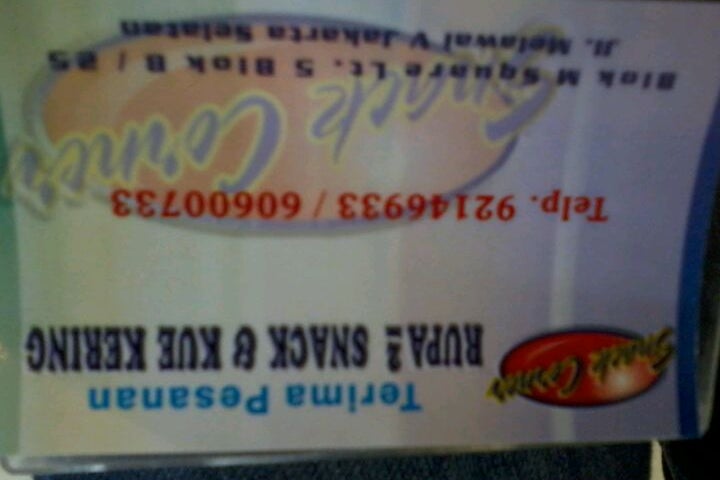 Terima Pesanan
Snack Corner
RUPA² SNACK & KUE KERING
Telp. 92146933 / 60600733
Snack Corner
Blok M Square Lt. 5 Blok B / 85
Jl. Melawai V Jakarta Selatan